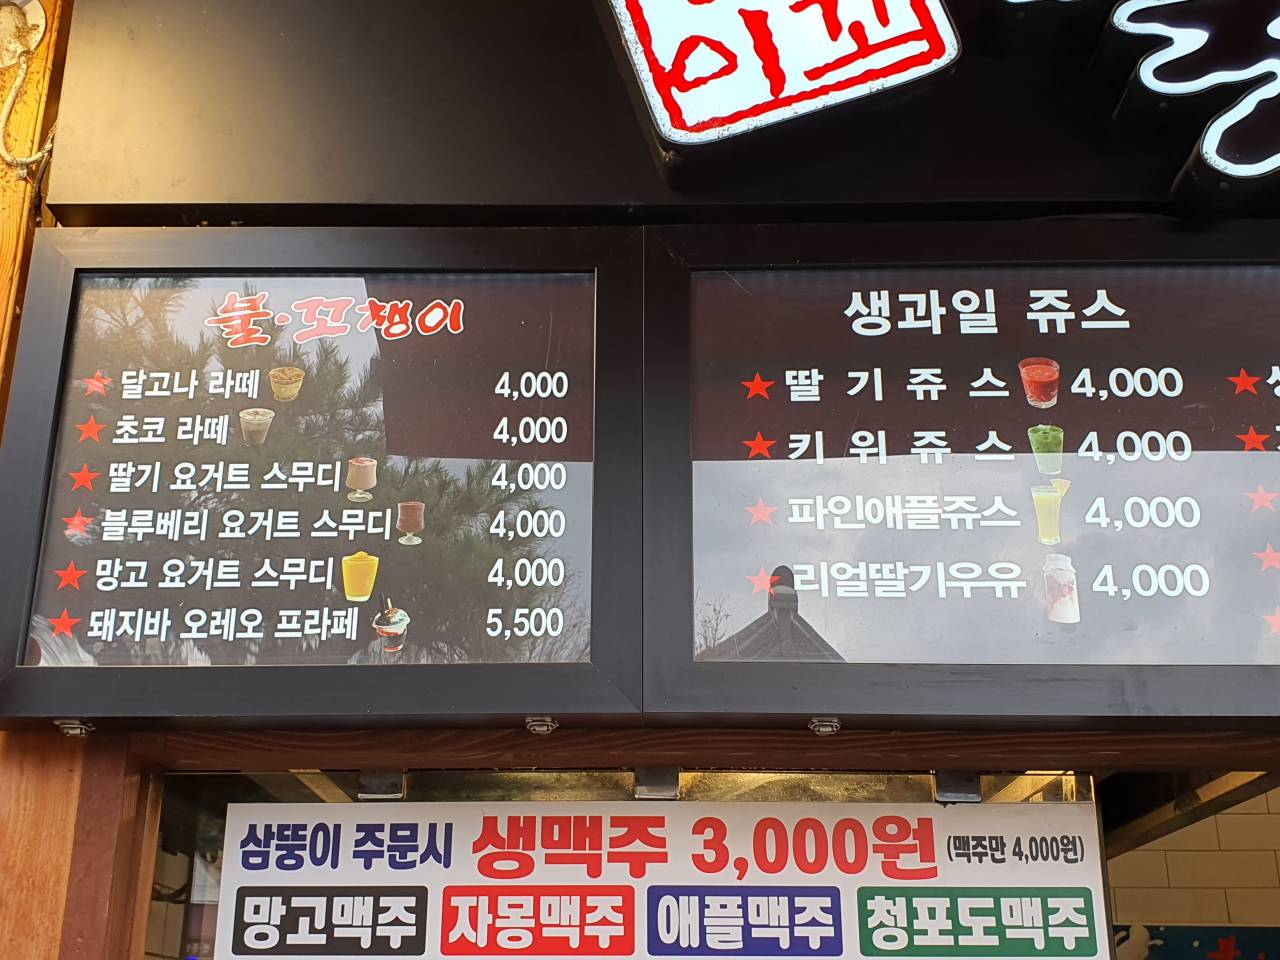 불·꼬챙이
달고나 라떼 4,000
초코 라떼 4,000
딸기 요거트 스무디 4,000
블루베리 요거트 스무디 4,000
망고 요거트 스무디 4,000
돼지바 오레오 프라페 5,500
생과일 쥬스
딸기쥬스 4,000
키위쥬스 4,000
파인애플쥬스 4,000
리얼딸기우유 4,000
삼뚱이 주문시 생맥주 3,000원 (맥주만 4,000원)
망고맥주 자몽맥주 애플맥주 청포도맥주